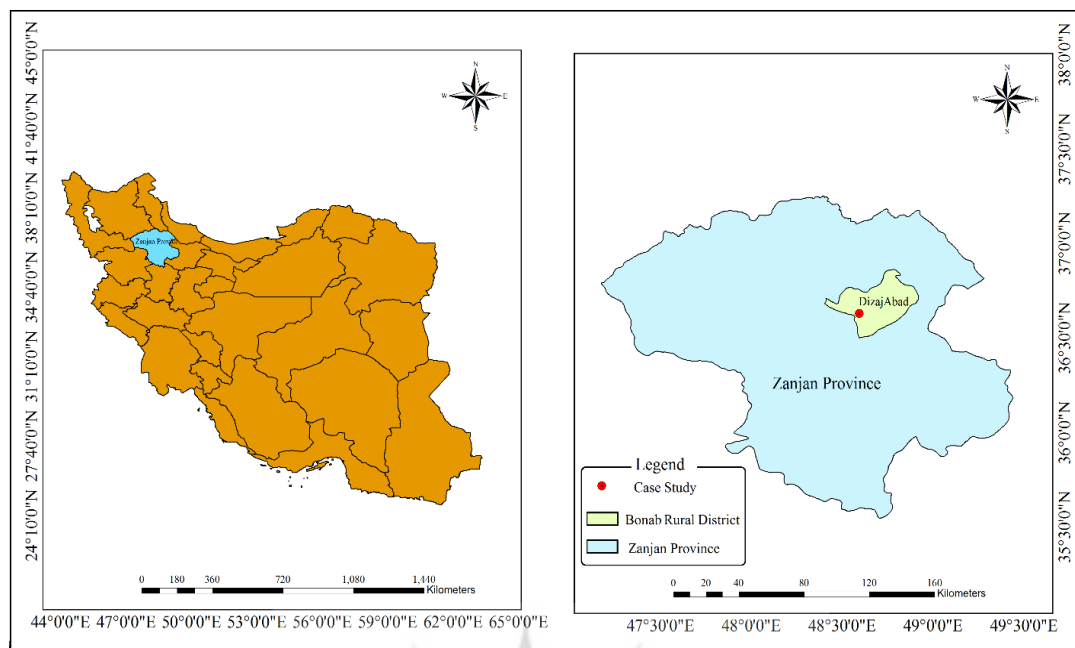 45°0'0"N
41°40'0"N
38°10'0"N
34°40'0"N
31°10'0"N
27°40'0"N
24°10'0"N
N
W
E
S
Zanjan Provin
0 180 360 720 1,080 1,440
Kilometers
44°0'0"E 47°0'0"E 50°0'0"E 53°0'0"E 56°0'0"E 59°0'0"E 62°0'0"E 65°0'0"E
N
W
E
S
DizajAbad
Zanjan Province
Legend
Case Study
Bonab Rural District
Zanjan Province
0 20 40 80 120 160
Kilometers
38°0'0"N
37°30'0"N
37°0'0"N
36°30'0"N
36°0'0"N
35°30'0"N
47°30'0"E 48°0'0"E 48°30'0"E 49°0'0"E 49°30'0"E